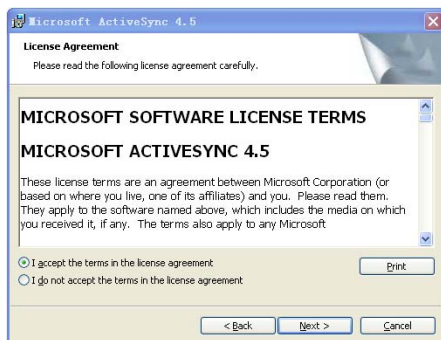 Microsoft ActiveSync 4.5
License Agreement
Please read the following license agreement carefully.
MICROSOFT SOFTWARE LICENSE TERMS
MICROSOFT ACTIVESYNC 4.5
These license terms are an agreement between Microsoft Corporation (or
based on where you live, one of its affiliates) and you.  Please read them.
They apply to the software named above, which includes the media on which
you received it, if any.  The terms also apply to any Microsoft
I accept the terms in the license agreement
Print
I do not accept the terms in the license agreement
< Back
Next >
Cancel